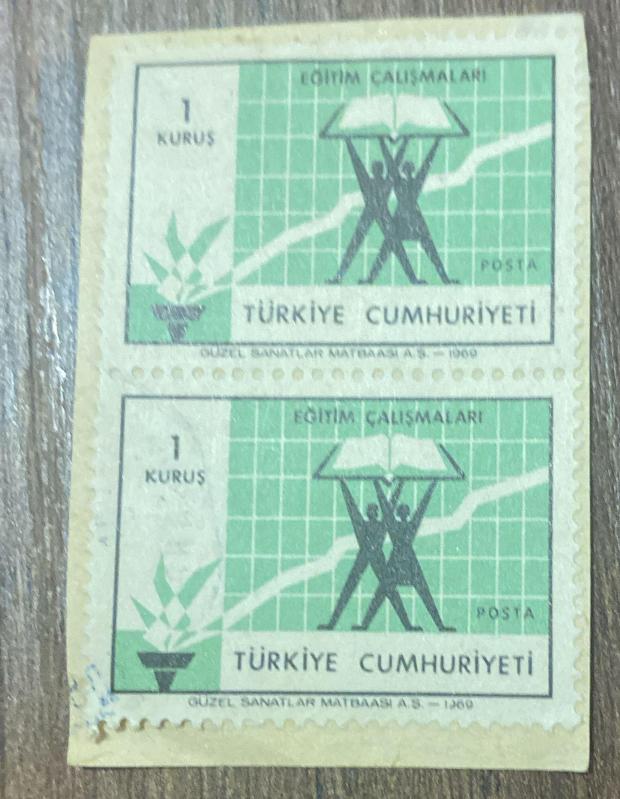 EĞİTİM ÇALIŞMALARI
1
KURUŞ
POSTA
TÜRKİYE CUMHURİYETİ
GÜZEL SANATLAR MATBAASI A.Ş. — 1969
EĞİTİM ÇALIŞMALARI
1
KURUŞ
POSTA
TÜRKİYE CUMHURİYETİ
GÜZEL SANATLAR MATBAASI A.Ş. — 1969